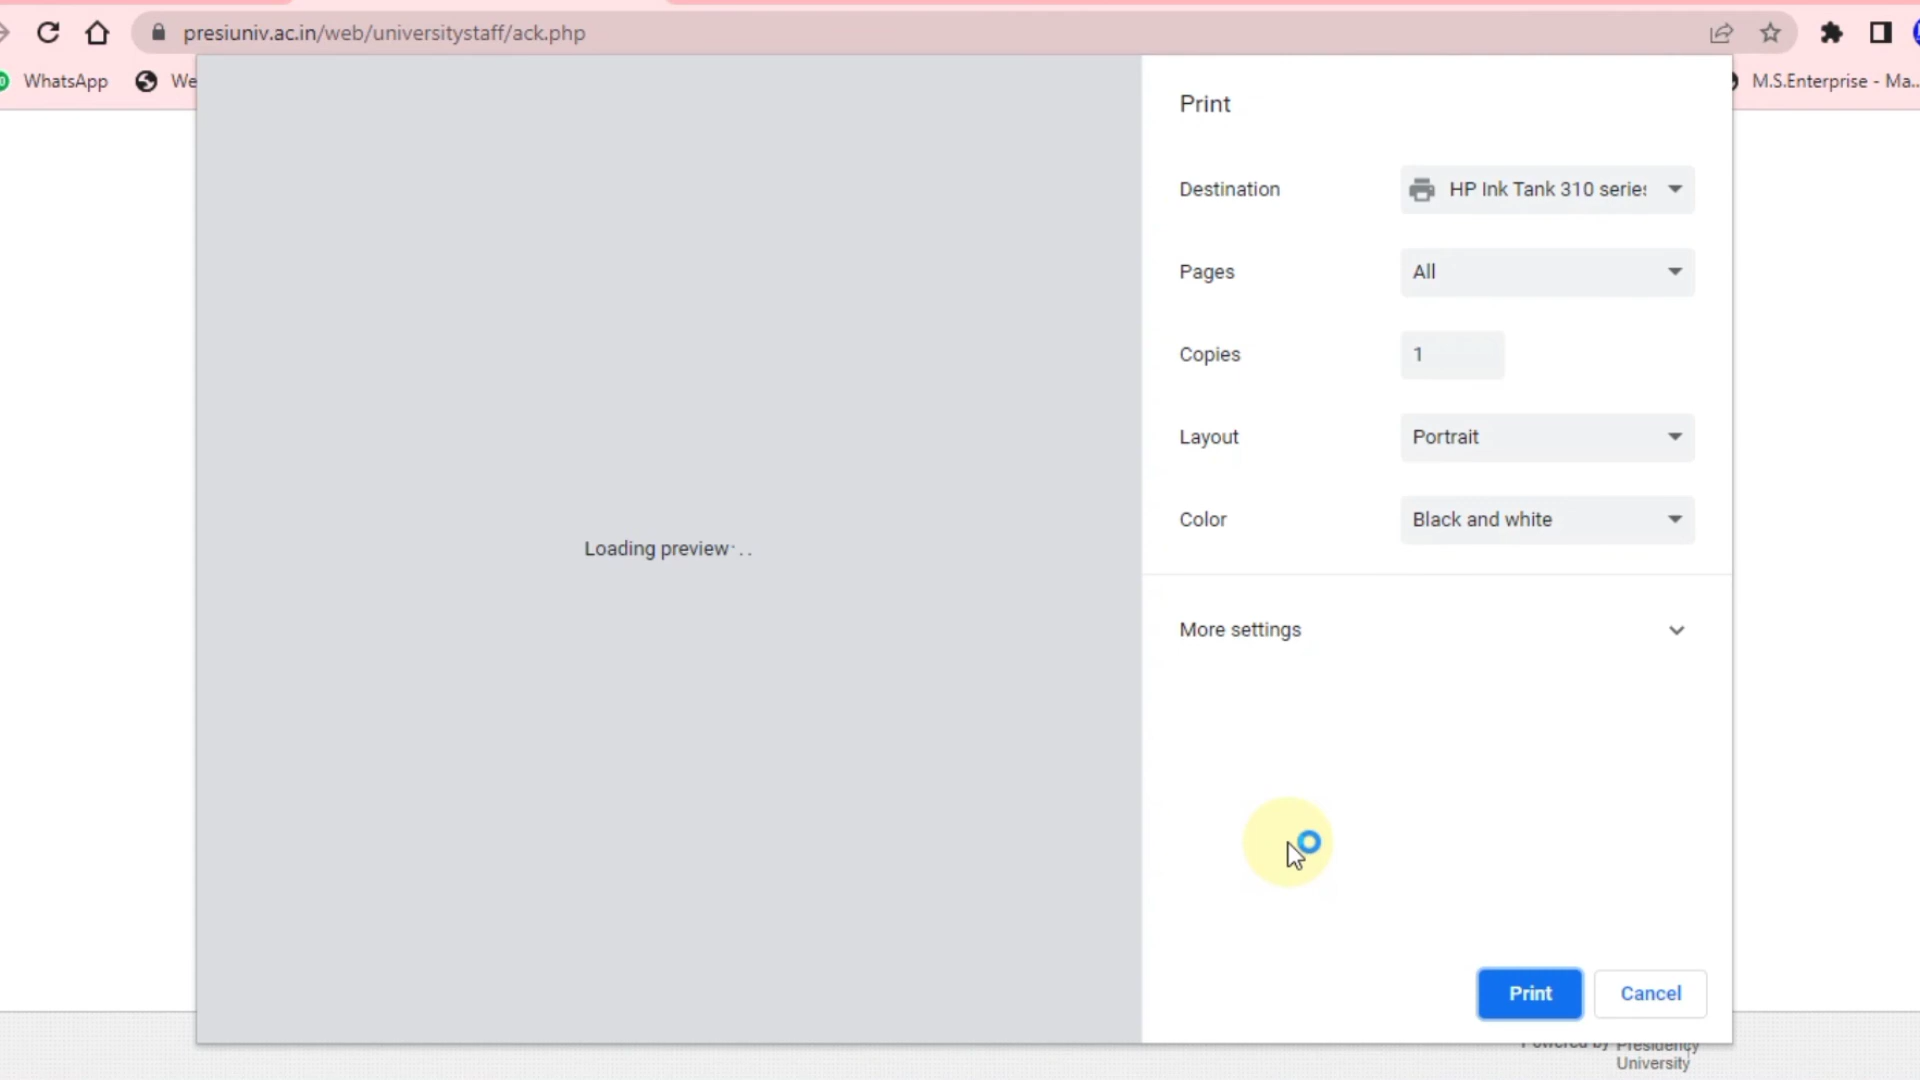 presiuniv.ac.in/web/universitystaff/ack.php
WhatsApp
We
M.S.Enterprise - Ma...
Print
Destination
HP Ink Tank 310 series
Pages
All
Copies
1
Layout
Portrait
Color
Black and white
Loading preview...
More settings
Print
Cancel
Powered by Presidency
University